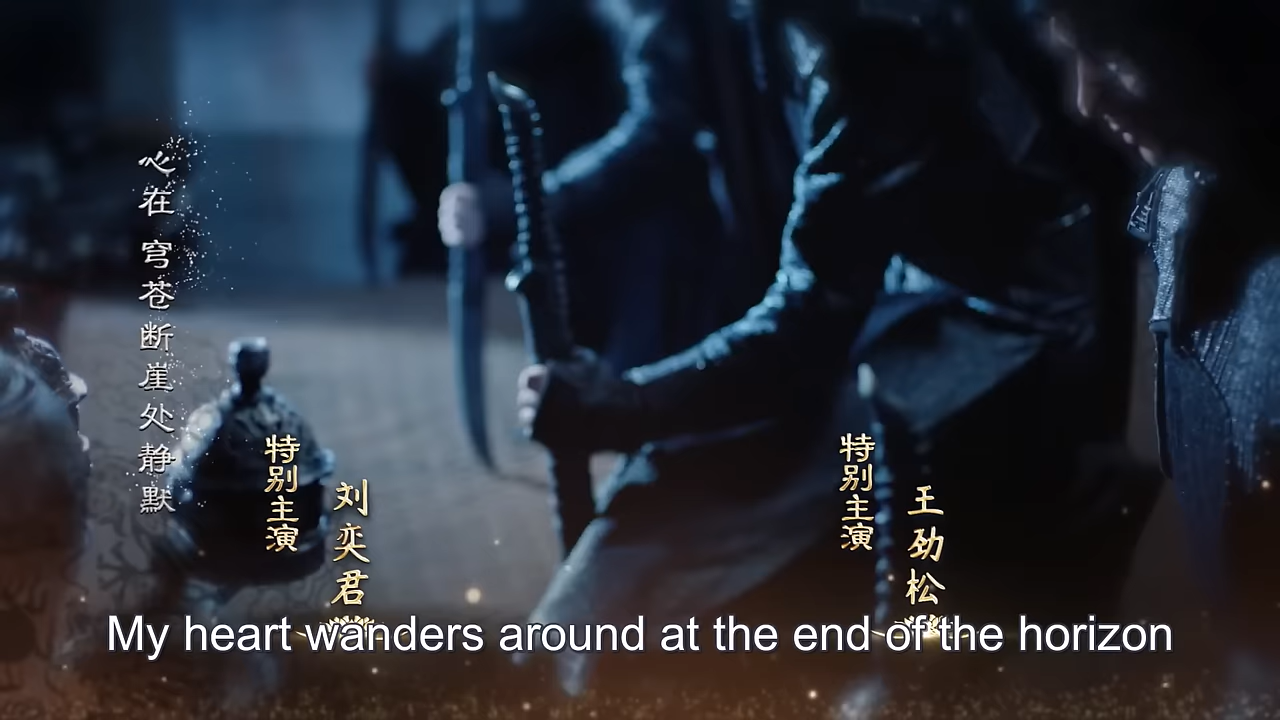 心在 穹苍断崖处静默
特别主演
刘奕君
特别主演
王劲松
My heart wanders around at the end of the horizon